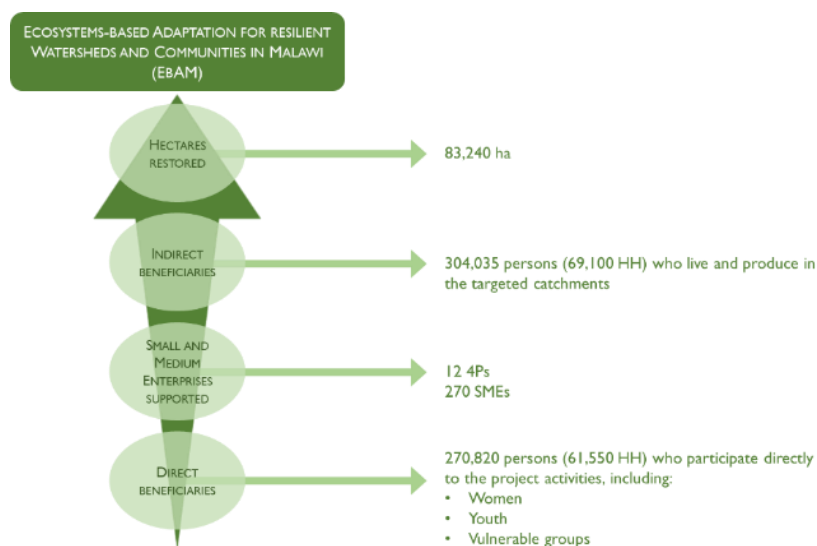 ECOSYSTEMS-BASED ADAPTATION FOR RESILIENT
WATERSHEDS AND COMMUNITIES IN MALAWI
(EBAM)
HECTARES
RESTORED
83,240 ha
INDIRECT
BENEFICIARIES
304,035 persons (69,100 HH) who live and produce in
the targeted catchments
SMALL AND
MEDIUM
ENTERPRISES
SUPPORTED
12 4Ps
270 SMEs
DIRECT
BENEFICIARIES
270,820 persons (61,550 HH) who participate directly
to the project activities, including:
• Women
• Youth
• Vulnerable groups